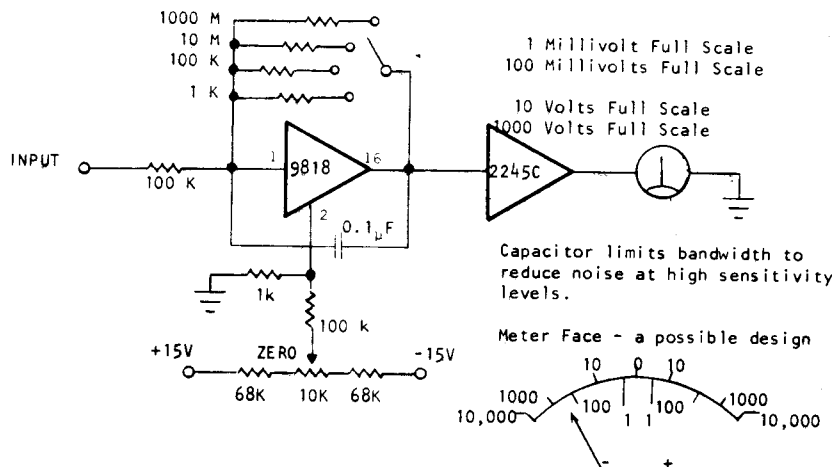 1000 M
10 M
100 K
1 K
1 Millivolt Full Scale
100 Millivolts Full Scale
10 Volts Full Scale
1000 Volts Full Scale
INPUT
100 K
1
9818
16
2
2245C
0.1µF
1k
100 k
Capacitor limits bandwidth to
reduce noise at high sensitivity
levels.
+15V
ZERO
-15V
68K
10K
68K
Meter Face - a possible design
10 0 10
1000 1000
10,000 100 1 1 100 10,000
- +